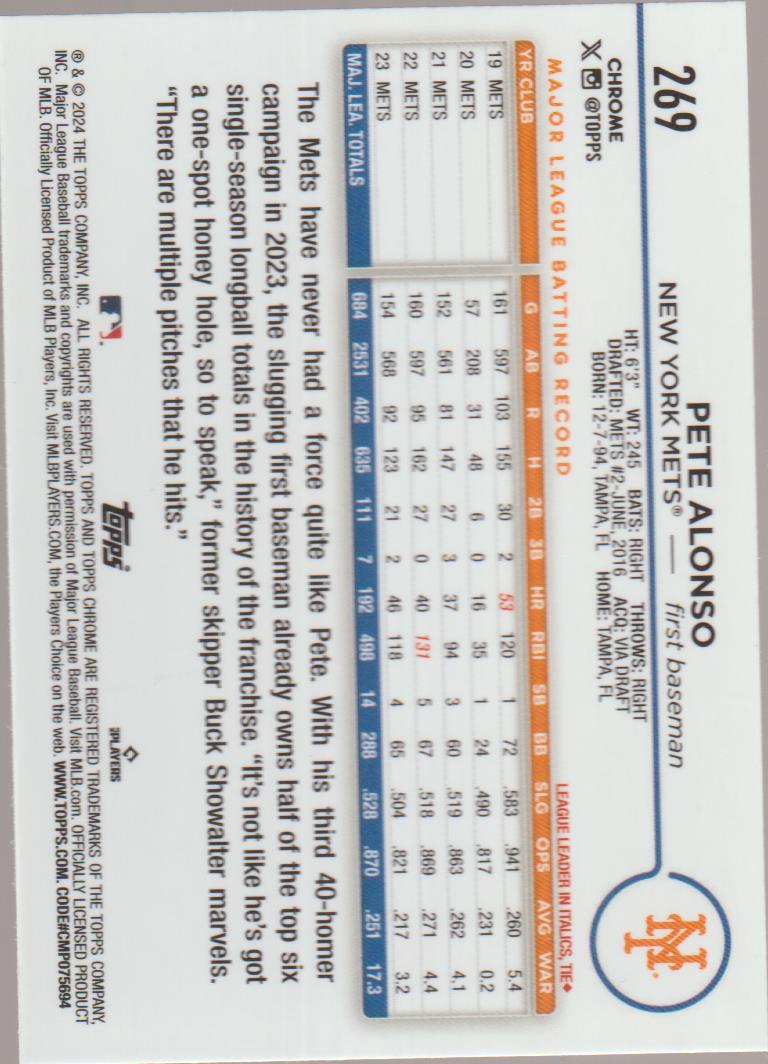 269
PETE ALONSO
NEW YORK METS® — first baseman
HT: 6'3" WT: 245 BATS: RIGHT THROWS: RIGHT
DRAFTED: METS #2-JUNE, 2016 ACQ: VIA DRAFT
BORN: 12-7-94, TAMPA, FL HOME: TAMPA, FL
CHROME
X @TOPPS
NY
MAJOR LEAGUE BATTING RECORD
LEAGUE LEADER IN ITALICS, TIE♦
YR CLUB G AB R H 2B 3B HR RBI SB BB SLG OPS AVG WAR
19 METS 161 597 103 155 30 2 53 120 1 72 .583 .941 .260 5.4
20 METS 57 208 31 48 6 0 16 35 1 24 .490 .817 .231 0.2
21 METS 152 561 81 147 27 3 37 94 3 60 .519 .863 .262 4.1
22 METS 160 597 95 162 27 0 40 131 5 67 .518 .869 .271 4.4
23 METS 154 568 92 123 21 2 46 118 4 65 .504 .821 .217 3.2
MAJ. LEA. TOTALS 684 2531 402 635 111 7 192 498 14 288 .528 .870 .251 17.3
The Mets have never had a force quite like Pete. With his third 40-homer
campaign in 2023, the slugging first baseman already owns half of the top six
single-season longball totals in the history of the franchise. "It's not like he's got
a one-spot honey hole, so to speak," former skipper Buck Showalter marvels.
"There are multiple pitches that he hits."
topps
PLAYERS
® & © 2024 THE TOPPS COMPANY, INC. ALL RIGHTS RESERVED. TOPPS AND TOPPS CHROME ARE REGISTERED TRADEMARKS OF THE TOPPS COMPANY,
INC. Major League Baseball trademarks and copyrights are used with permission of Major League Baseball. Visit MLB.com. OFFICIALLY LICENSED PRODUCT
OF MLB. Officially Licensed Product of MLB Players, Inc. Visit MLBPLAYERS.COM, the Players Choice on the web. WWW.TOPPS.COM. CODE#CMP075694